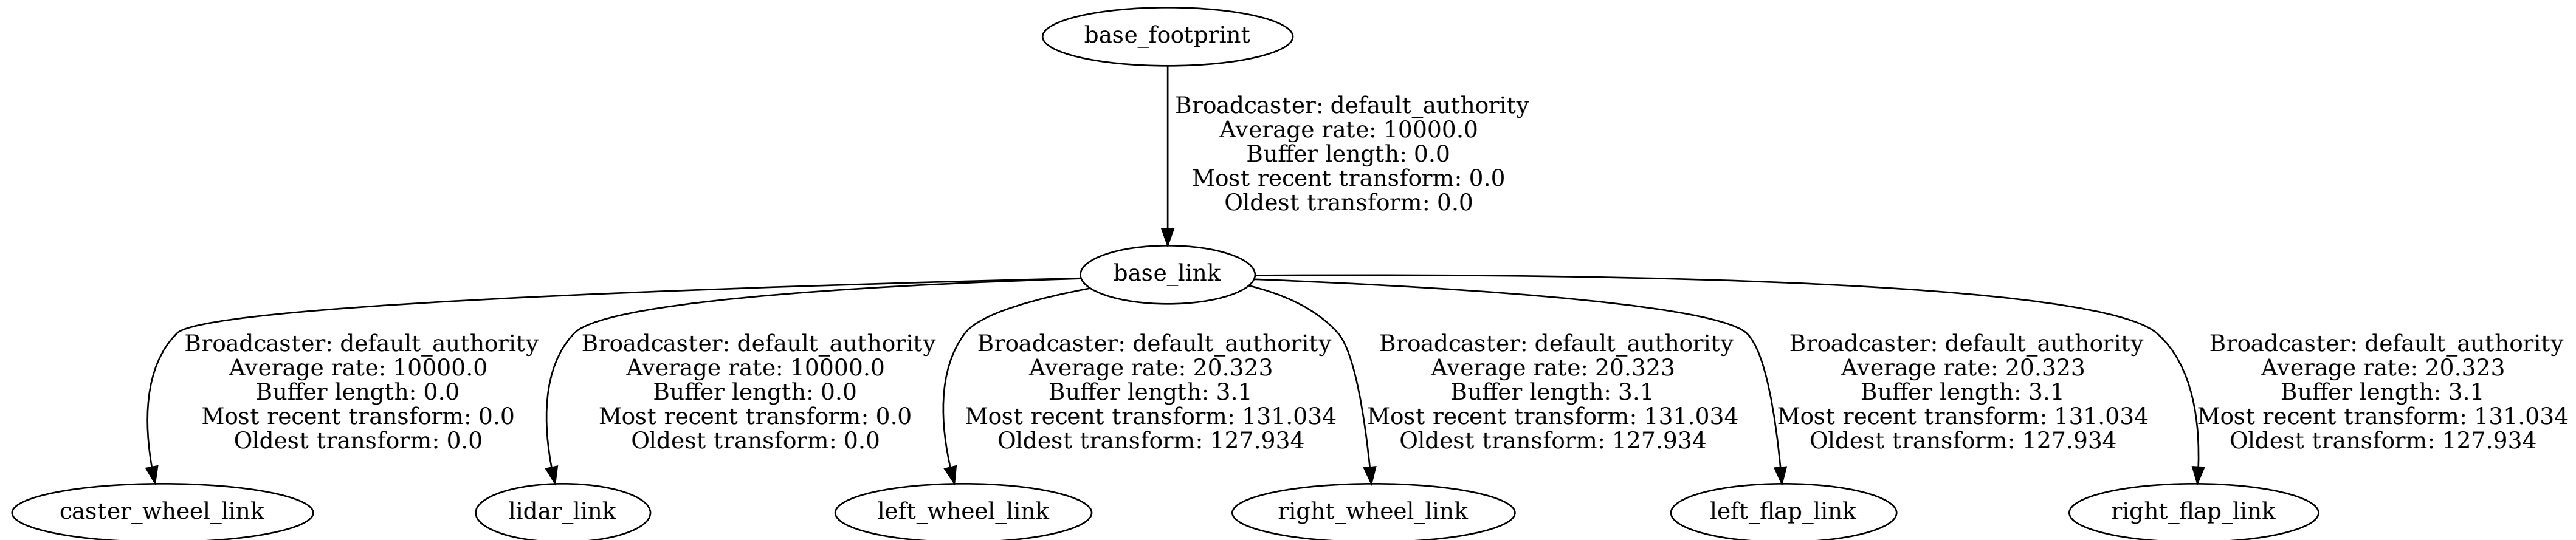 base_footprint
Broadcaster: default_authority
Average rate: 10000.0
Buffer length: 0.0
Most recent transform: 0.0
Oldest transform: 0.0
base_link
Broadcaster: default_authority
Average rate: 10000.0
Buffer length: 0.0
Most recent transform: 0.0
Oldest transform: 0.0
Broadcaster: default_authority
Average rate: 10000.0
Buffer length: 0.0
Most recent transform: 0.0
Oldest transform: 0.0
Broadcaster: default_authority
Average rate: 20.323
Buffer length: 3.1
Most recent transform: 131.034
Oldest transform: 127.934
Broadcaster: default_authority
Average rate: 20.323
Buffer length: 3.1
Most recent transform: 131.034
Oldest transform: 127.934
Broadcaster: default_authority
Average rate: 20.323
Buffer length: 3.1
Most recent transform: 131.034
Oldest transform: 127.934
Broadcaster: default_authority
Average rate: 20.323
Buffer length: 3.1
Most recent transform: 131.034
Oldest transform: 127.934
caster_wheel_link
lidar_link
left_wheel_link
right_wheel_link
left_flap_link
right_flap_link